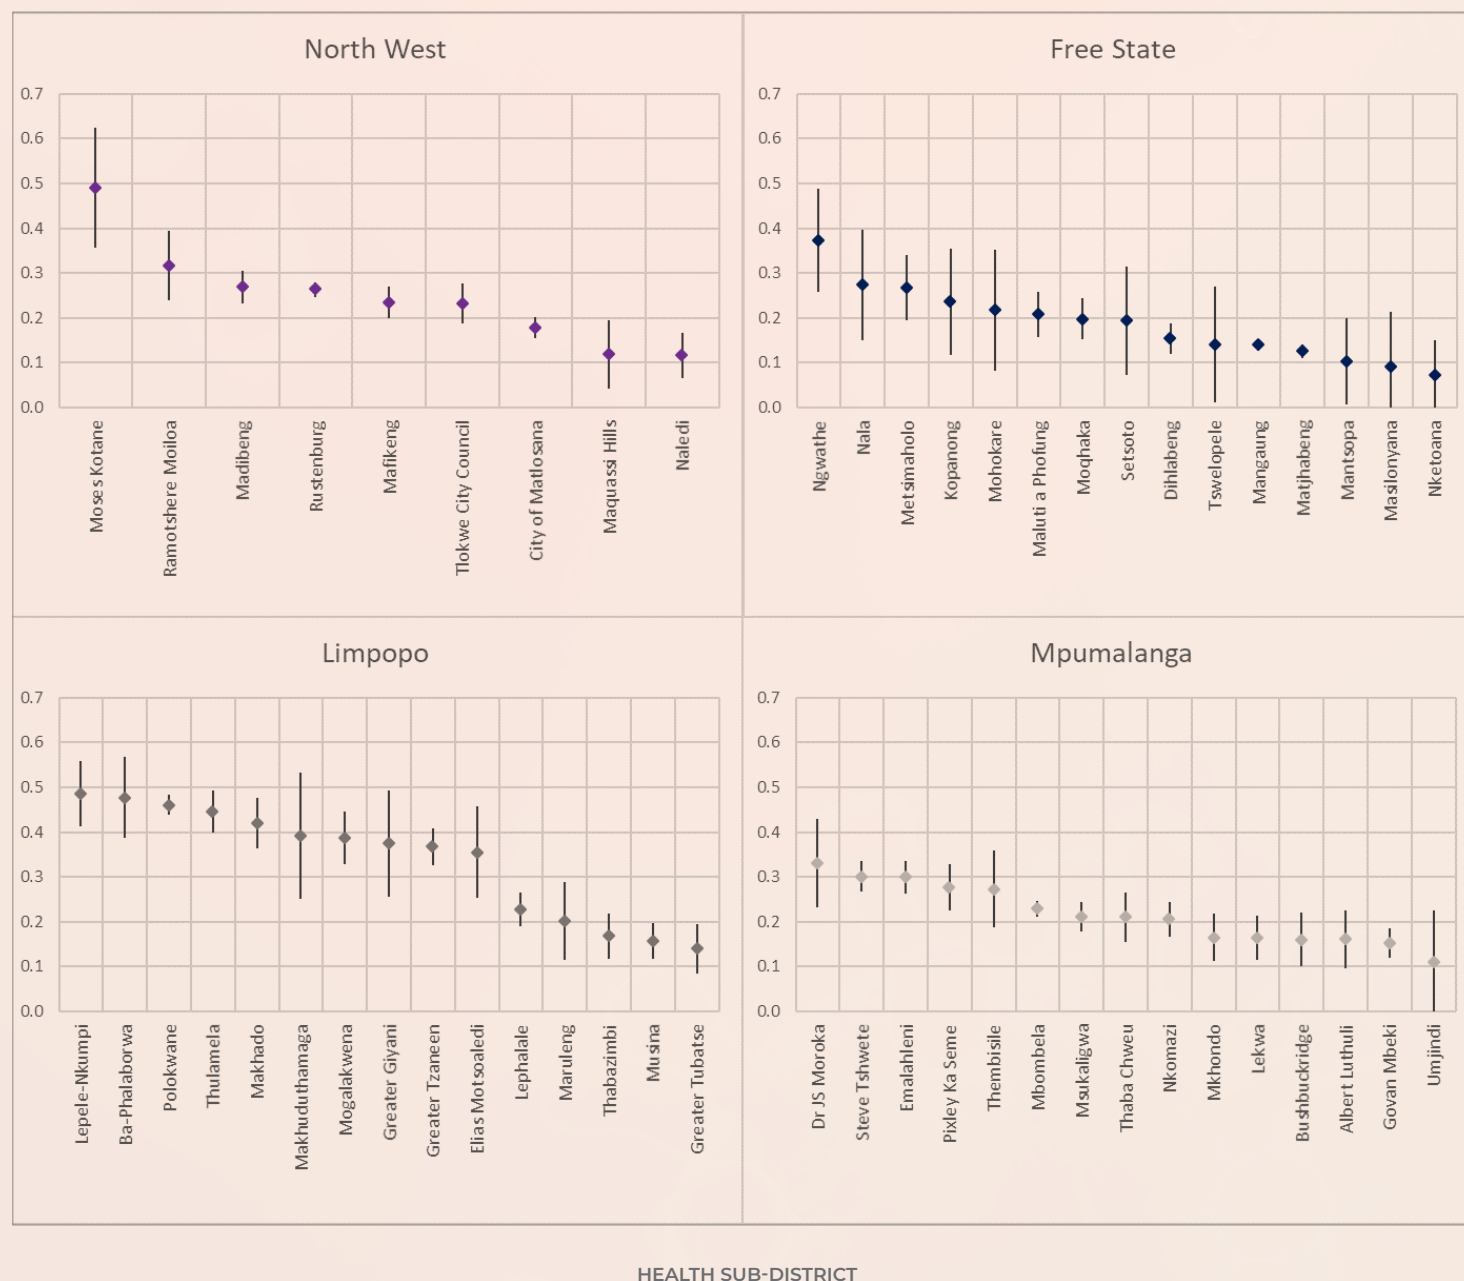 North West
0.7
0.6
0.5
0.4
0.3
0.2
0.1
0.0
Moses Kotane
Ramotshere Moiloa
Madibeng
Rustenburg
Mafikeng
Tlokwe City Council
City of Matlosana
Maquassi Hills
Naledi
Free State
0.7
0.6
0.5
0.4
0.3
0.2
0.1
0.0
Ngwathe
Nala
Metsimaholo
Kopanong
Mohokare
Maluti a Phofung
Moqhaka
Setsoto
Dihlabeng
Tswelopele
Mangaung
Matjhabeng
Mantsopa
Masilonyana
Nketoana
Limpopo
0.7
0.6
0.5
0.4
0.3
0.2
0.1
0.0
Lepele-Nkumpi
Ba-Phalaborwa
Polokwane
Thulamela
Makhado
Makhuduthamaga
Mogalakwena
Greater Giyani
Greater Tzaneen
Elias Motsoaledi
Lephalale
Maruleng
Thabazimbi
Musina
Greater Tubatse
Mpumalanga
0.7
0.6
0.5
0.4
0.3
0.2
0.1
0.0
Dr JS Moroka
Steve Tshwete
Emalahleni
Pixley Ka Seme
Thembisile
Mbombela
Msukaligwa
Thaba Chweu
Nkomazi
Mkhondo
Lekwa
Bushbuckridge
Albert Luthuli
Govan Mbeki
Umjindi
HEALTH SUB-DISTRICT